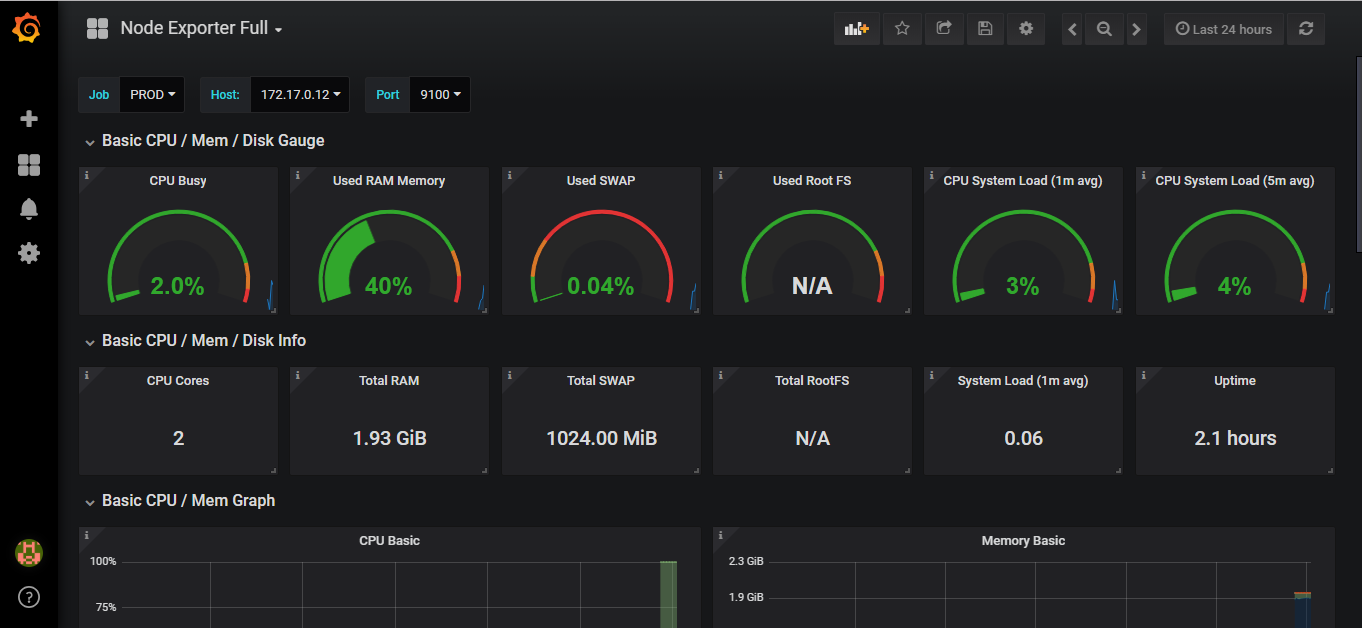 Node Exporter Full
Last 24 hours
Job PROD Host: 172.17.0.12 Port 9100
Basic CPU / Mem / Disk Gauge
CPU Busy
2.0%
Used RAM Memory
40%
Used SWAP
0.04%
Used Root FS
N/A
CPU System Load (1m avg)
3%
CPU System Load (5m avg)
4%
Basic CPU / Mem / Disk Info
CPU Cores
2
Total RAM
1.93 GiB
Total SWAP
1024.00 MiB
Total RootFS
N/A
System Load (1m avg)
0.06
Uptime
2.1 hours
Basic CPU / Mem Graph
CPU Basic
100%
75%
Memory Basic
2.3 GiB
1.9 GiB